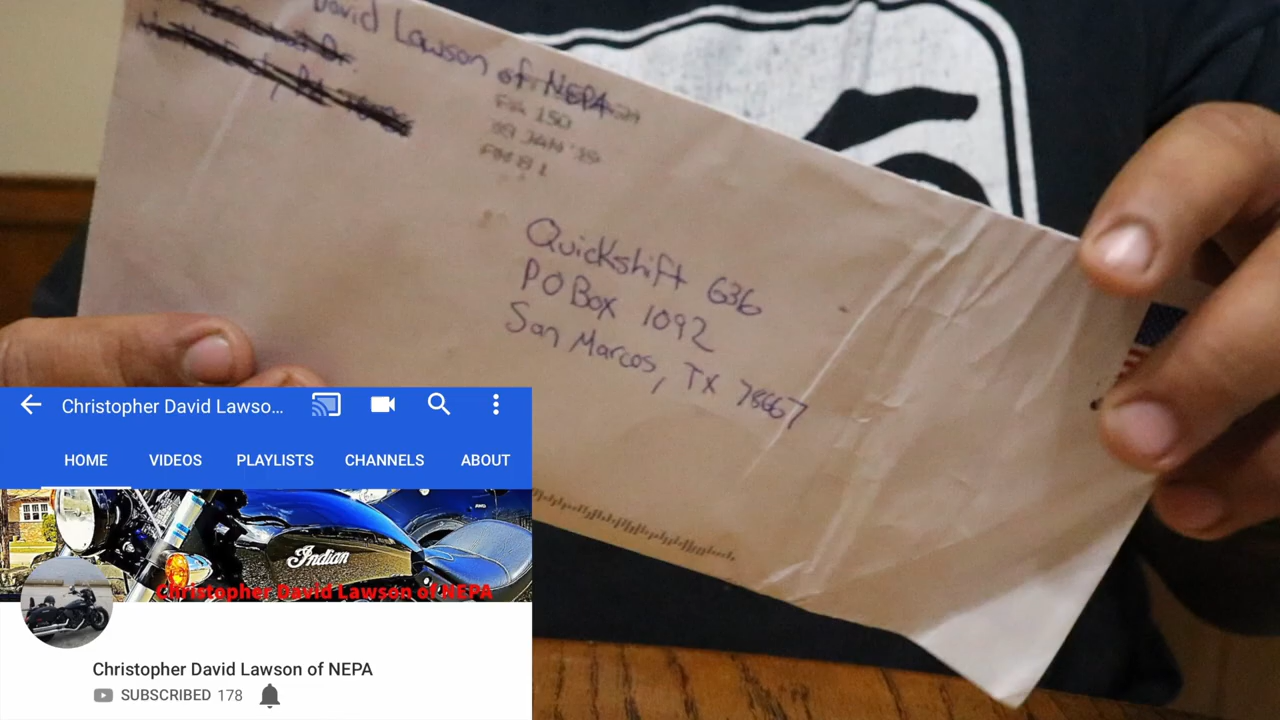 David Lawson of NEPA
150
Quickshift 636
PO Box 1092
San Marcos, TX 78667
Christopher David Lawso...
HOME VIDEOS PLAYLISTS CHANNELS ABOUT
Indian
Christopher David Lawson of NEPA
Christopher David Lawson of NEPA
SUBSCRIBED 178